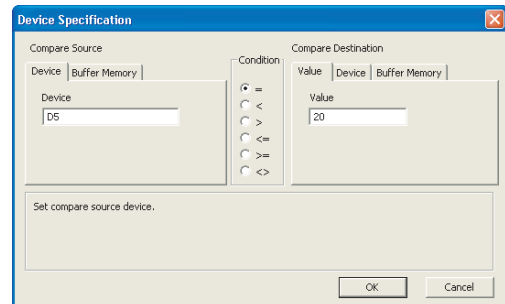 Device Specification
Compare Source
Device
Buffer Memory
Device
D5
Condition
=
<
>
<=
>=
<>
Compare Destination
Value
Device
Buffer Memory
Value
20
Set compare source device.
OK
Cancel